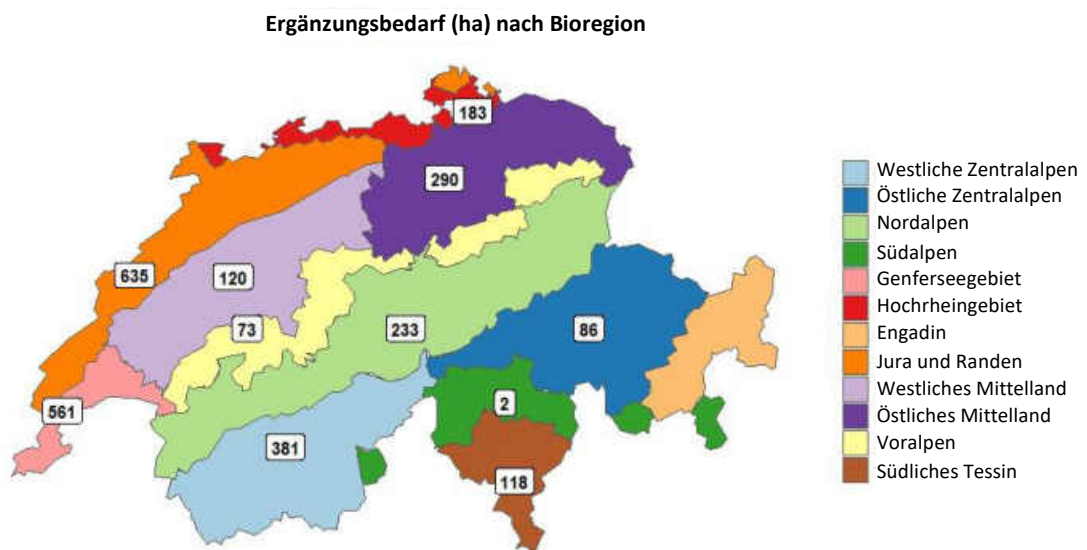 Ergänzungsbedarf (ha) nach Bioregion
183
290
635
120
73
233
86
561
2
381
118
Westliche Zentralalpen
Östliche Zentralalpen
Nordalpen
Südalpen
Genferseegebiet
Hochrheingebiet
Engadin
Jura und Randen
Westliches Mittelland
Östliches Mittelland
Voralpen
Südliches Tessin